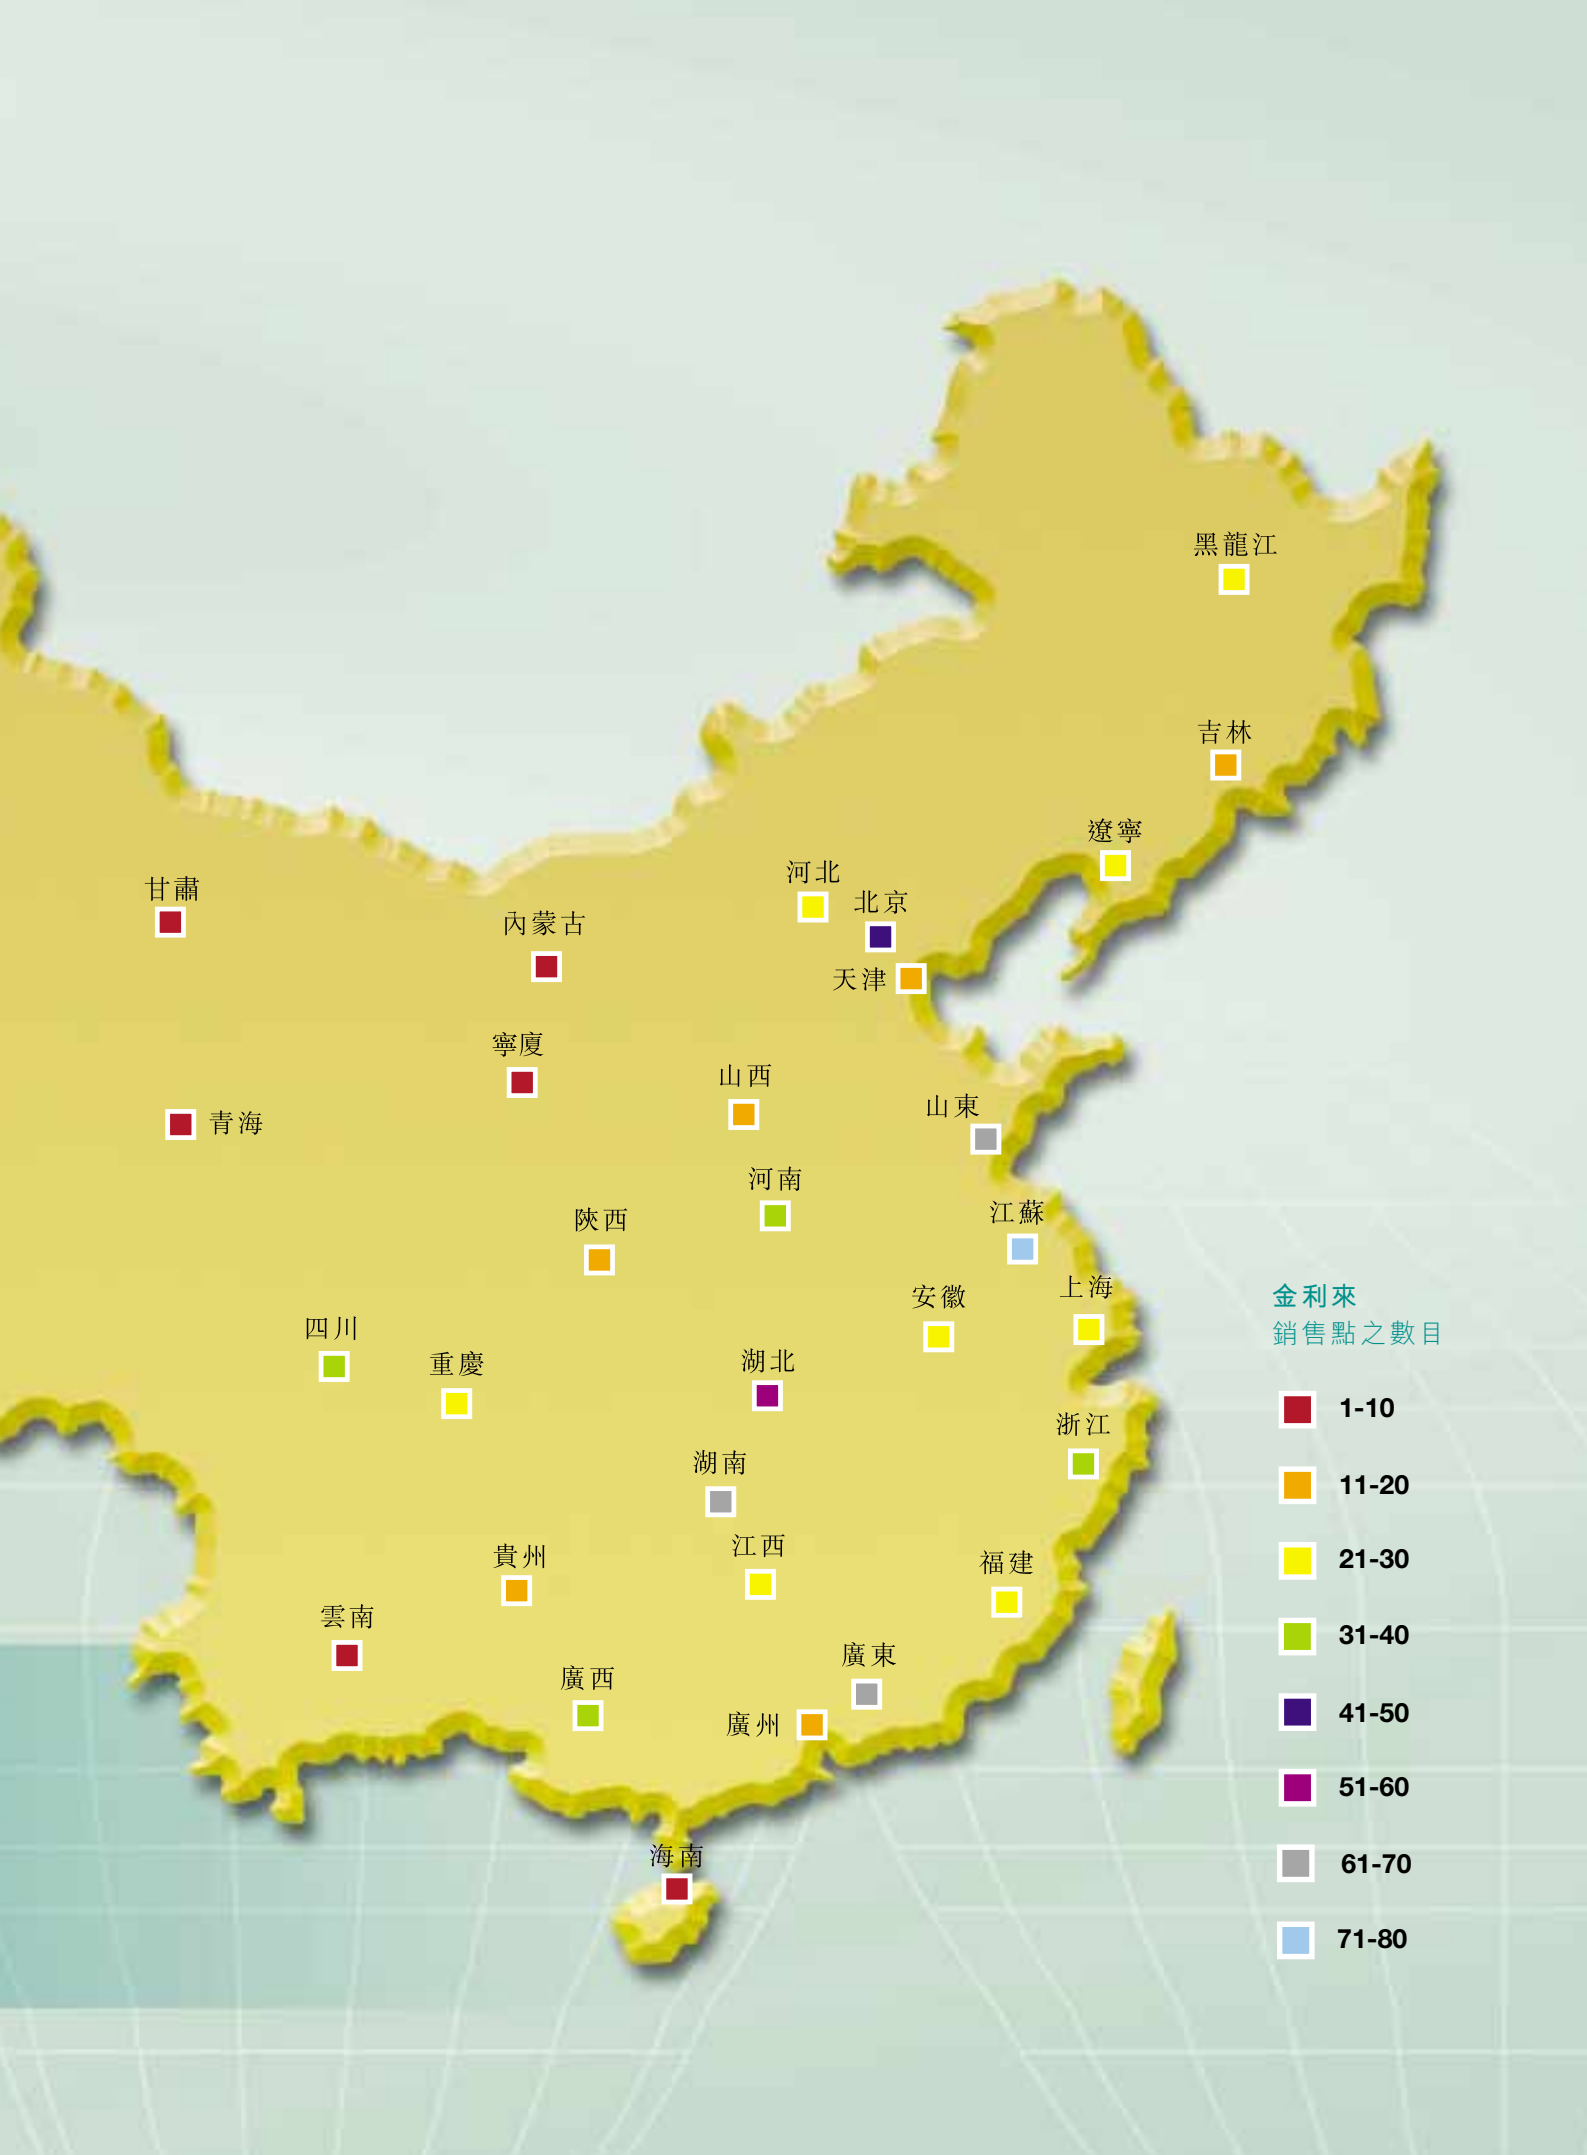 黑龍江
吉林
遼寧
河北
甘肅
北京
內蒙古
天津
寧廈
山西
山東
青海
河南
江蘇
陝西
上海
安徽
四川
重慶
湖北
浙江
湖南
江西
貴州
福建
雲南
廣東
廣西
廣州
海南
金利來
銷售點之數目
1-10
11-20
21-30
31-40
41-50
51-60
61-70
71-80